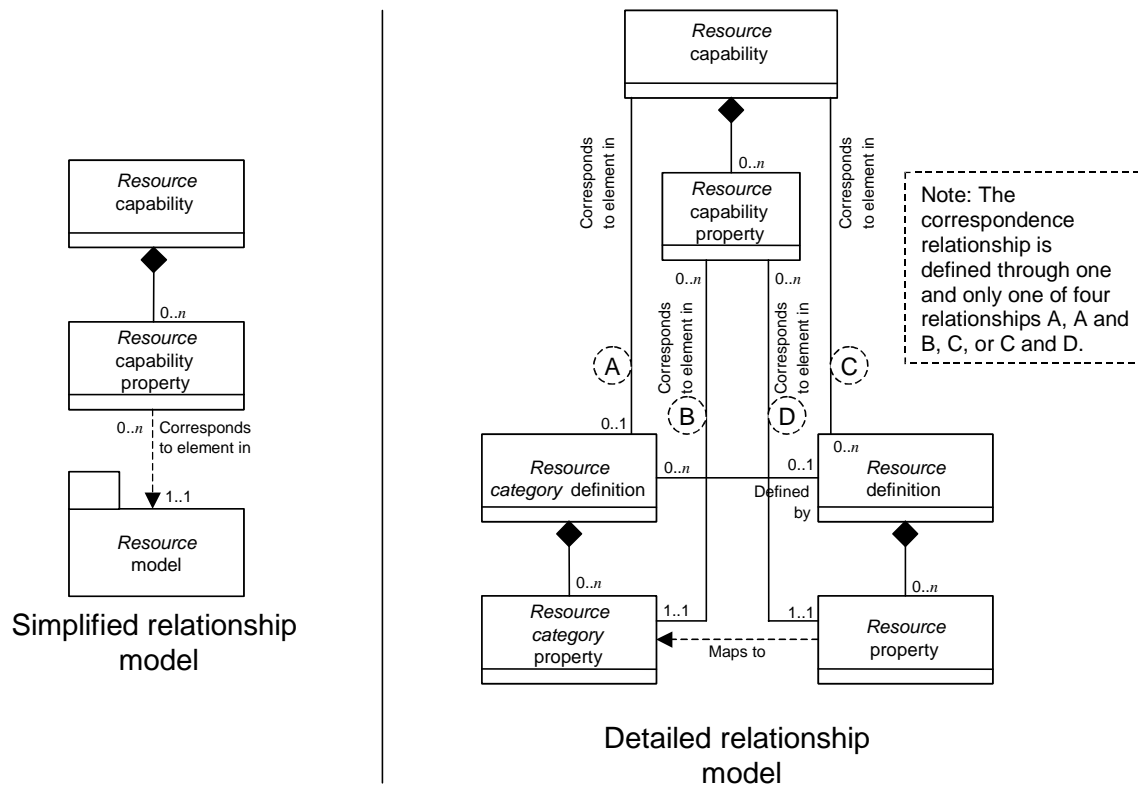 Resource
capability
0..n
Resource
capability
property
0..n
Corresponds
to element in
1..1
Resource
model
Simplified relationship
model
Resource
capability
Corresponds
to element in
Corresponds
to element in
0..n
Resource
capability
property
0..n
0..n
Corresponds
to element in
Corresponds
to element in
A
B
D
C
Note: The
correspondence
relationship is
defined through one
and only one of four
relationships A, A and
B, C, or C and D.
0..1
0..n
Resource
category definition
0..n
0..1
Defined
by
Resource
definition
0..n
0..n
Resource
category
property
1..1
1..1
Maps to
Resource
property
Detailed relationship
model